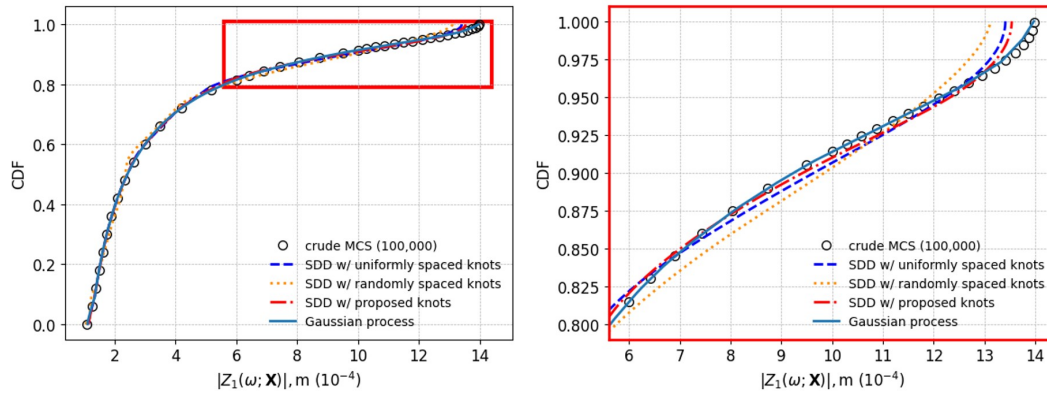 1.0
0.8
0.6
0.4
0.2
0.0
CDF
crude MCS (100,000)
SDD w/ uniformly spaced knots
SDD w/ randomly spaced knots
SDD w/ proposed knots
Gaussian process
2 4 6 8 10 12 14
|Z₁(ω; X)|, m (10⁻⁴)
1.000
0.975
0.950
0.925
0.900
0.875
0.850
0.825
0.800
CDF
crude MCS (100,000)
SDD w/ uniformly spaced knots
SDD w/ randomly spaced knots
SDD w/ proposed knots
Gaussian process
6 7 8 9 10 11 12 13 14
|Z₁(ω; X)|, m (10⁻⁴)